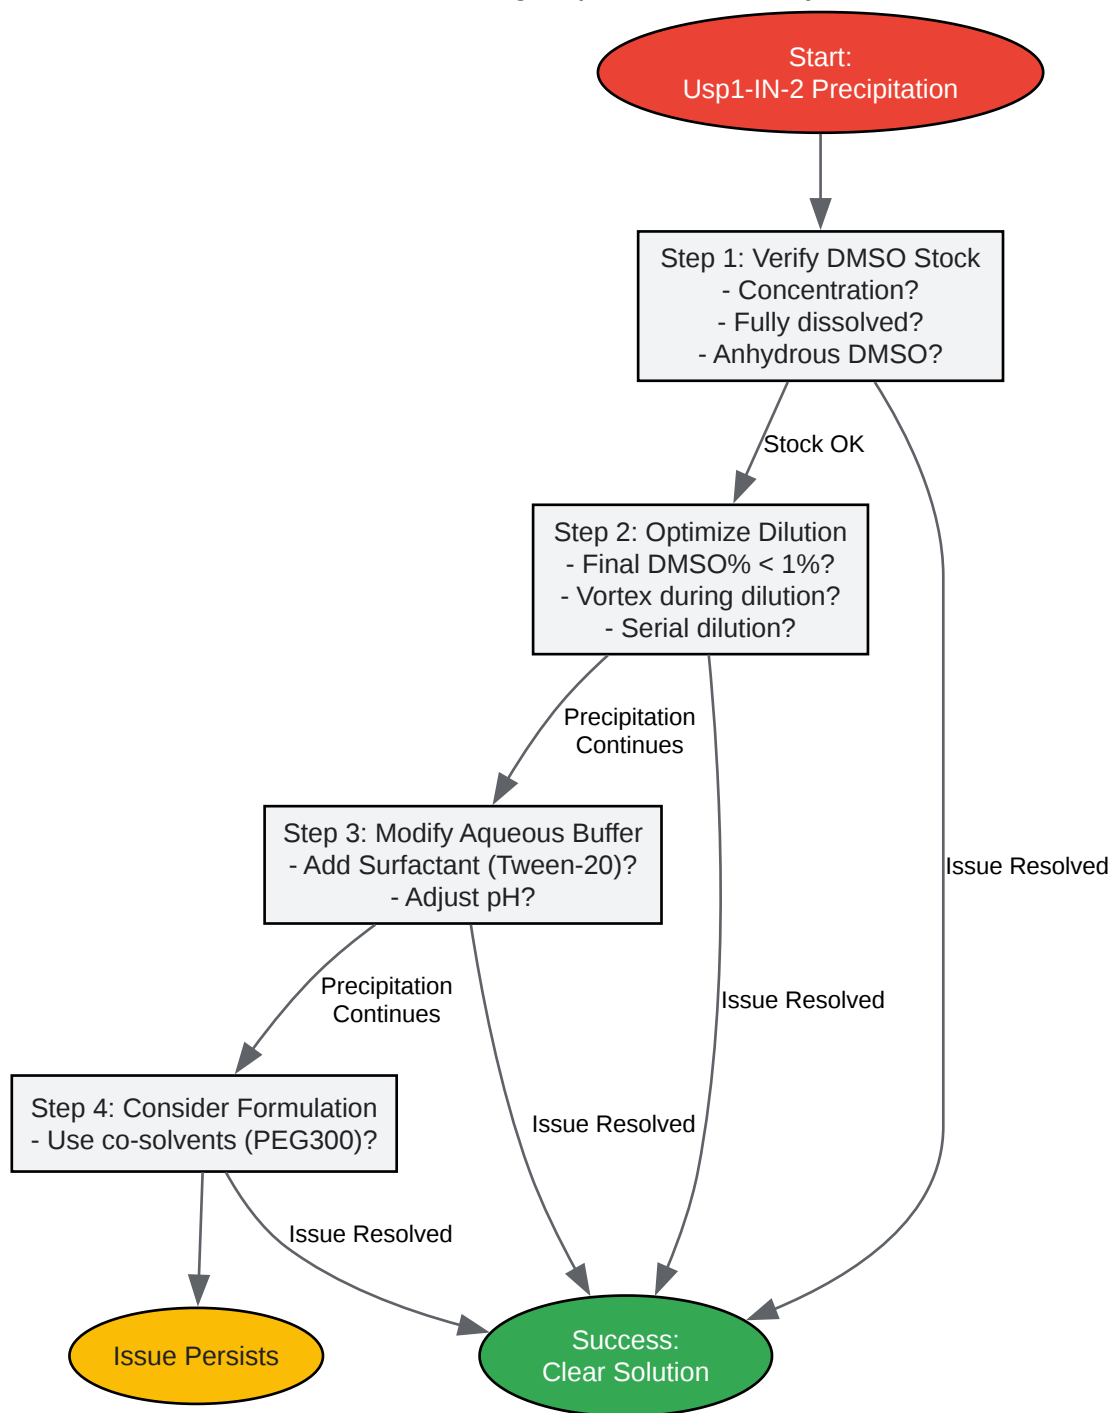 Start:
Usp1-IN-2 Precipitation
Step 1: Verify DMSO Stock
- Concentration?
- Fully dissolved?
- Anhydrous DMSO?
Stock OK
Step 2: Optimize Dilution
- Final DMSO% < 1%?
- Vortex during dilution?
- Serial dilution?
Precipitation
Continues
Step 3: Modify Aqueous Buffer
- Add Surfactant (Tween-20)?
- Adjust pH?
Issue Resolved
Precipitation
Continues
Issue Resolved
Step 4: Consider Formulation
- Use co-solvents (PEG300)?
Issue Resolved
Issue Resolved
Issue Persists
Success:
Clear Solution